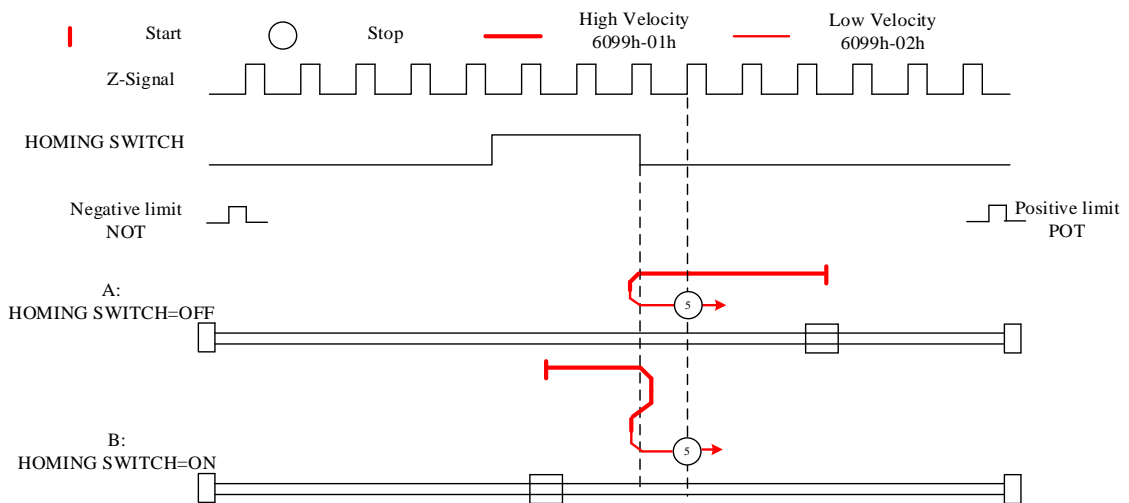 Start
Stop
High Velocity
6099h-01h
Low Velocity
6099h-02h
Z-Signal
HOMING SWITCH
Negative limit
NOT
Positive limit
POT
A:
HOMING SWITCH=OFF
5
B:
HOMING SWITCH=ON
5